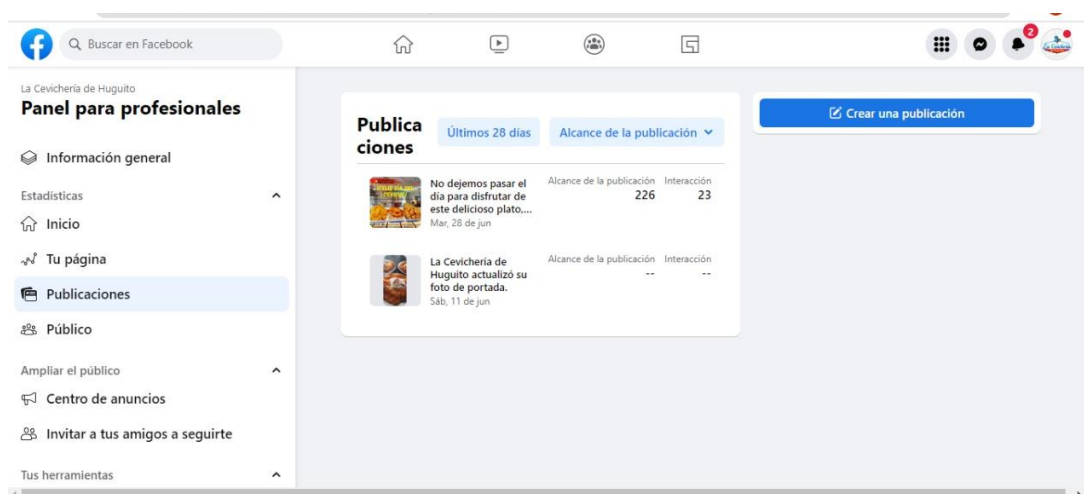 Buscar en Facebook
2
La Cevichería de Huguito
Panel para profesionales
Información general
Estadísticas
Inicio
Tu página
Publicaciones
Público
Ampliar el público
Centro de anuncios
Invitar a tus amigos a seguirte
Tus herramientas
Publica
ciones
Últimos 28 días
Alcance de la publicación
No dejemos pasar el
día para disfrutar de
este delicioso plato,...
Mar, 28 de jun
Alcance de la publicación Interacción
226 23
La Cevichería de
Huguito actualizó su
foto de portada.
Sáb, 11 de jun
Alcance de la publicación Interacción
-- --
Crear una publicación